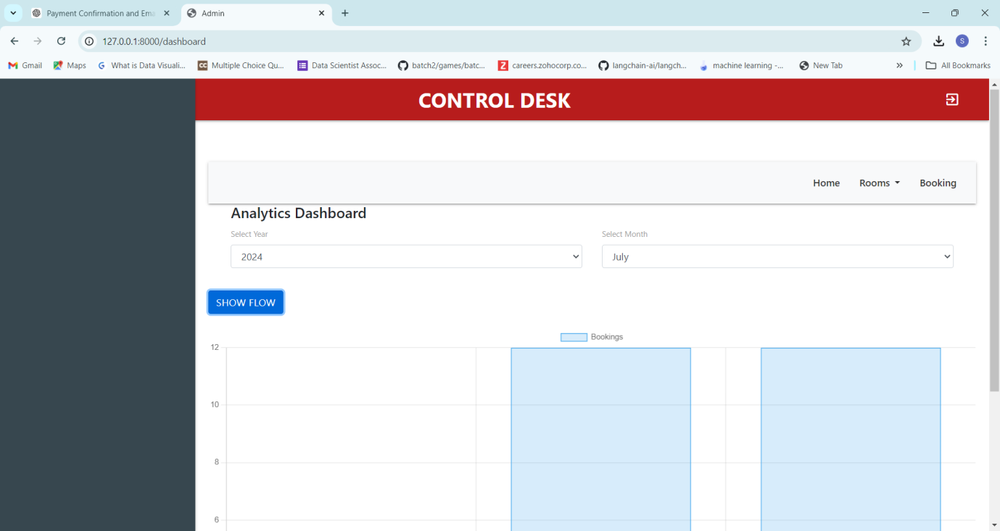 Payment Confirmation and Ema
Admin
127.0.0.1:8000/dashboard
S
Gmail
Maps
What is Data Visuali...
CC
Multiple Choice Qu...
Data Scientist Assoc...
batch2/games/batc...
Z
careers.zohocorp.co...
langchain-ai/langch...
machine learning -...
New Tab
All Bookmarks
CONTROL DESK
Home
Rooms
Booking
Analytics Dashboard
Select Year
Select Month
2024
July
SHOW FLOW
Bookings
12
10
8
6